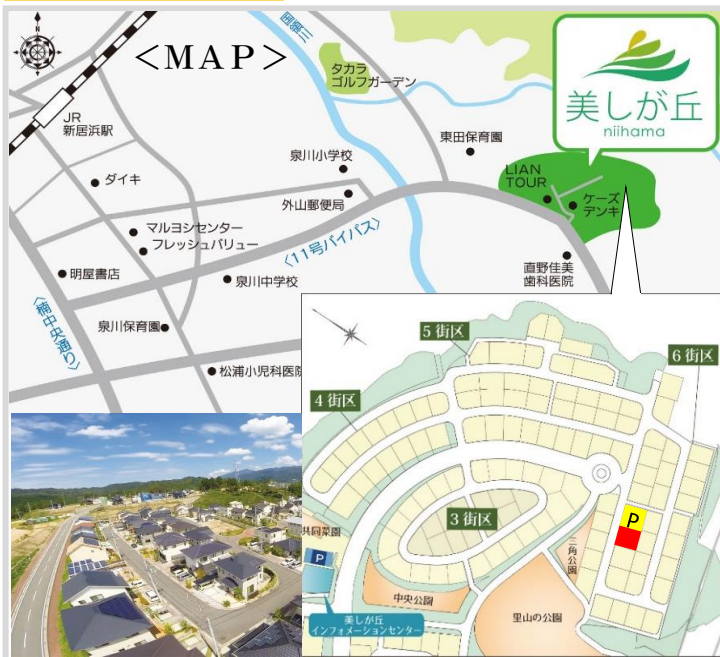 <MAP>
国領川
タカラ
ゴルフガーデン
美しが丘
niihama
JR
新居浜駅
東田保育園
泉川小学校
LIAN
TOUR
ダイキ
外山郵便局
ケーズ
デンキ
マルヨシセンター
フレッシュバリュー
〈11号バイパス〉
直野佳美
歯科医院
明屋書店
泉川中学校
〈楠中央通り〉
泉川保育園
松浦小児科医院
5 街区
6 街区
4 街区
3 街区
P
共同菜園
P
三角公園
中央公園
里山の公園
美しが丘
インフォメーションセンター